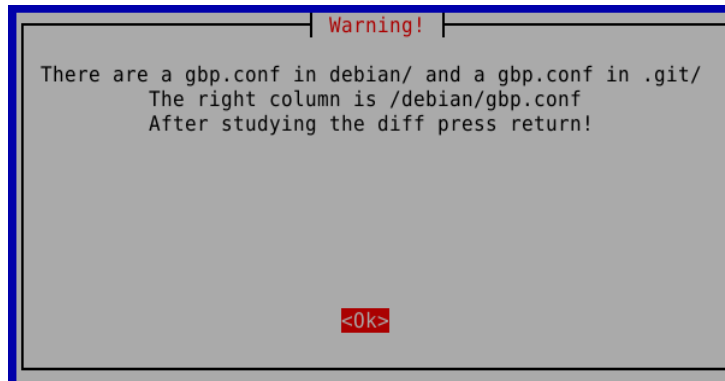 Warning!
There are a gbp.conf in debian/ and a gbp.conf in .git/
The right column is /debian/gbp.conf
After studying the diff press return!
<Ok>